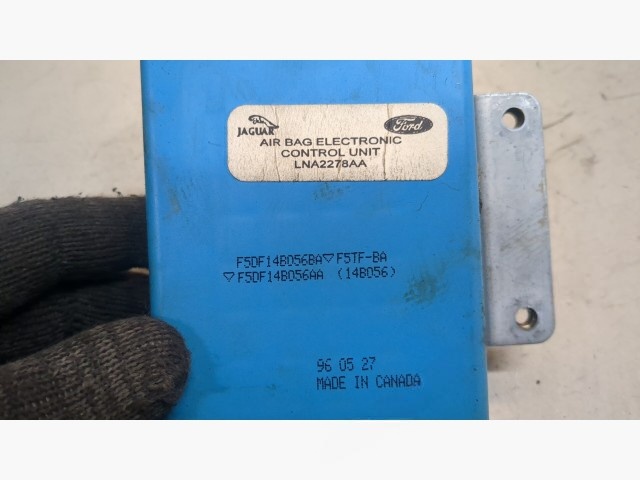 JAGUAR Ford
AIR BAG ELECTRONIC
CONTROL UNIT
LNA2278AA
F5DF14B056BA▽F5TF-BA
▽F5DF14B056AA (14B056)
96 05 27
MADE IN CANADA